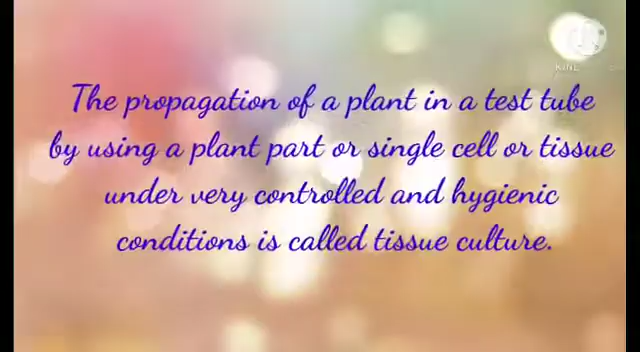 The propagation of a plant in a test tube
by using a plant part or single cell or tissue
under very controlled and hygienic
conditions is called tissue culture.